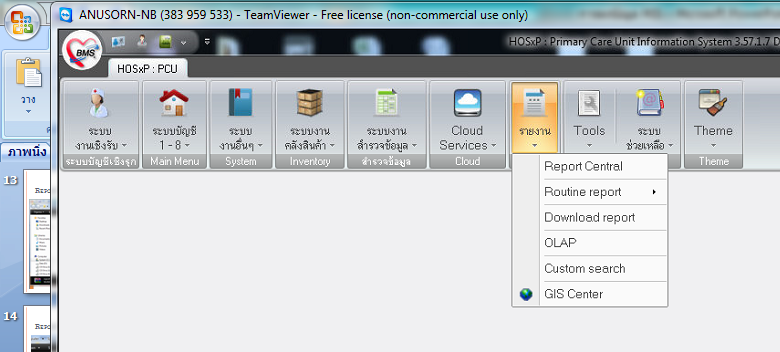 ANUSORN-NB (383 959 533) - TeamViewer - Free license (non-commercial use only)
HOSxP : Primary Care Unit Information System 3.57.1.7 D
BMS
HOSxP : PCU
วาง
ภาพนิ่ง
13
14
ระบบ
งานเชิงรับ
ระบบบัญชีเชิงรุก
ระบบบัญชี
1 - 8
Main Menu
ระบบ
งานอื่นๆ
System
ระบบงาน
คลังสินค้า
Inventory
ระบบงาน
สำรวจข้อมูล
สำรวจข้อมูล
Cloud
Services
Cloud
รายงาน
Tools
ระบบ
ช่วยเหลือ
Theme
Theme
Report Central
Routine report
Download report
OLAP
Custom search
GIS Center